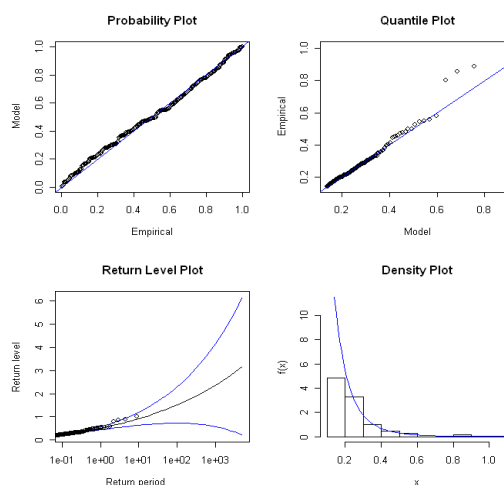 Probability Plot
Model
0.0 0.2 0.4 0.6 0.8 1.0
0.0 0.2 0.4 0.6 0.8 1.0
Empirical
Quantile Plot
Empirical
0.2 0.4 0.6 0.8
0.2 0.4 0.6 0.8
Model
Return Level Plot
Return level
0 1 2 3 4 5 6
1e-01 1e+00 1e+01 1e+02 1e+03
Return period
Density Plot
f(x)
0 2 4 6 8 10
0.2 0.4 0.6 0.8 1.0
x